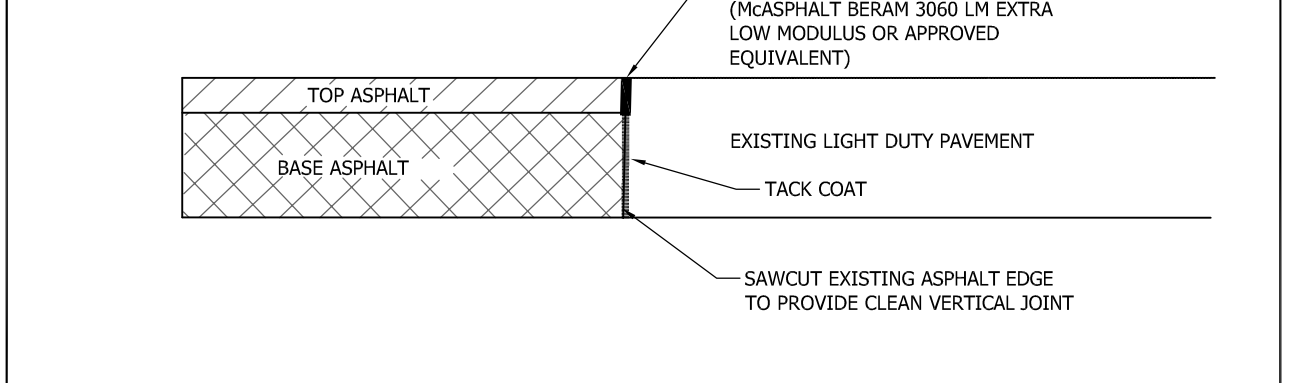 (McASPHALT BERAM 3060 LM EXTRA
LOW MODULUS OR APPROVED
EQUIVALENT)
TOP ASPHALT
EXISTING LIGHT DUTY PAVEMENT
BASE ASPHALT
TACK COAT
SAWCUT EXISTING ASPHALT EDGE
TO PROVIDE CLEAN VERTICAL JOINT